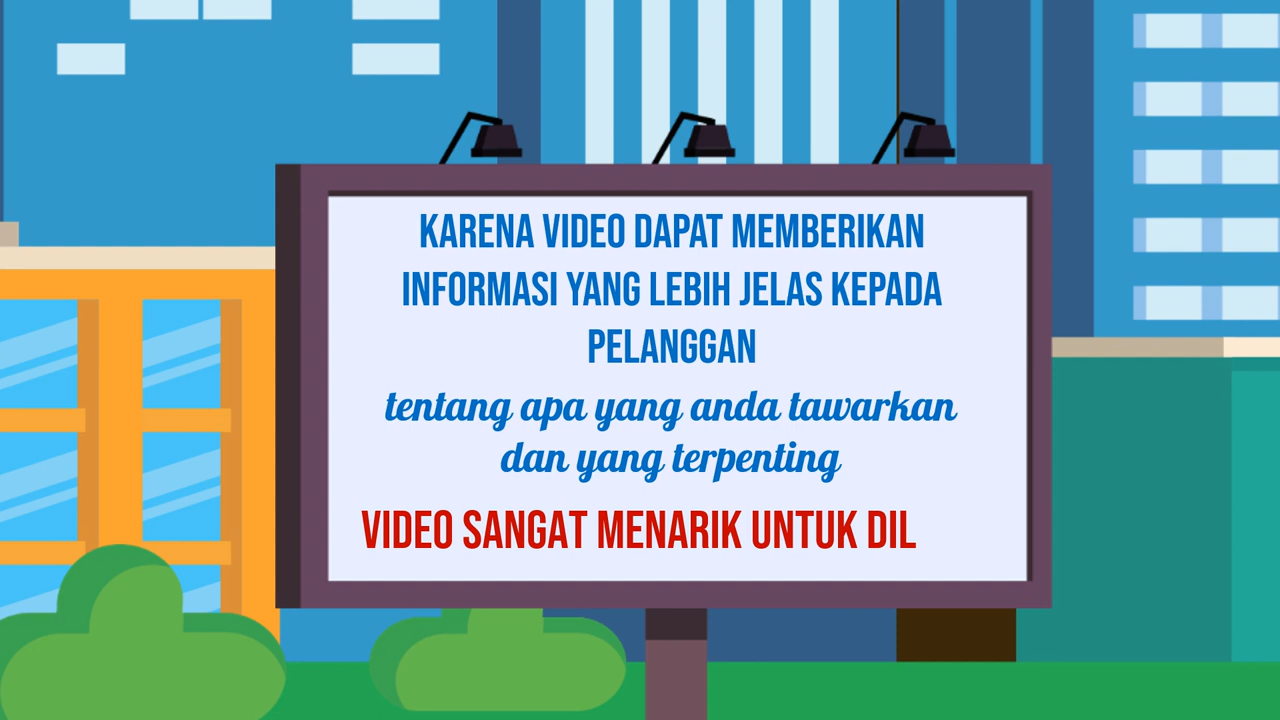 KARENA VIDEO DAPAT MEMBERIKAN
INFORMASI YANG LEBIH JELAS KEPADA
PELANGGAN
tentang apa yang anda tawarkan
dan yang terpenting
VIDEO SANGAT MENARIK UNTUK DIL